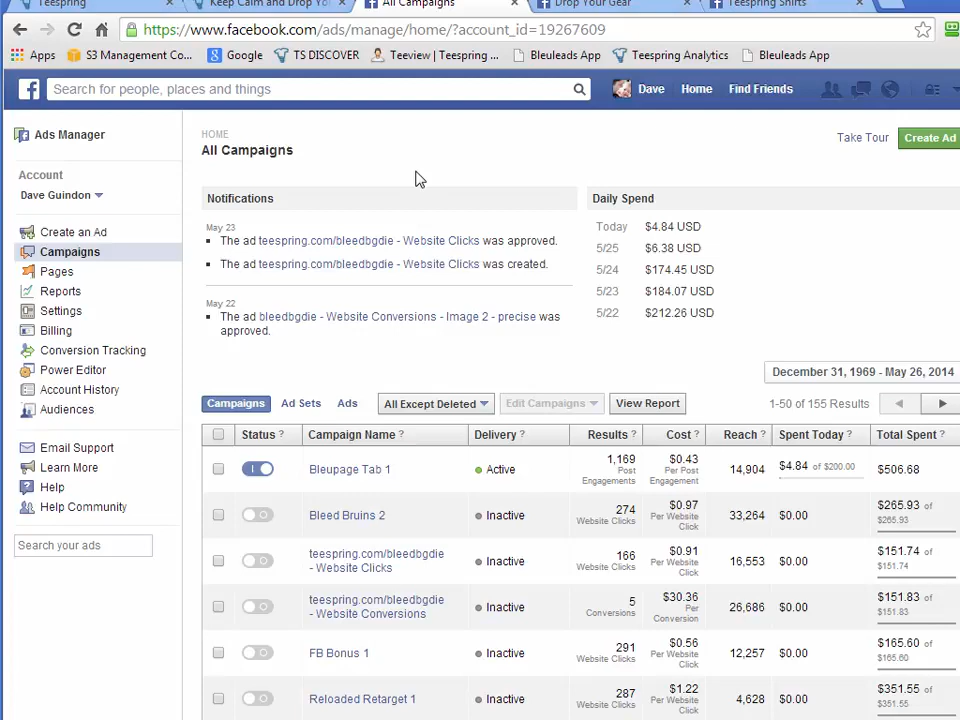 Teespring
Keep Calm and Drop Yo
All Campaigns
Drop Your Gear
Teespring Shirts
https://www.facebook.com/ads/manage/home/?account_id=19267609
Apps S3 Management Co... Google TS DISCOVER Teeview | Teespring ... Bleuleads App Teespring Analytics Bleuleads App
Search for people, places and things Dave Home Find Friends
Ads Manager
Account
Dave Guindon
Create an Ad
Campaigns
Pages
Reports
Settings
Billing
Conversion Tracking
Power Editor
Account History
Audiences
Email Support
Learn More
Help
Help Community
Search your ads
HOME
All Campaigns
Take Tour Create Ad
Notifications
May 23
The ad teespring.com/bleedbgdie - Website Clicks was approved.
The ad teespring.com/bleedbgdie - Website Clicks was created.
May 22
The ad bleedbgdie - Website Conversions - Image 2 - precise was
approved.
Daily Spend
Today $4.84 USD
5/25 $6.38 USD
5/24 $174.45 USD
5/23 $184.07 USD
5/22 $212.26 USD
December 31, 1969 - May 26, 2014
Campaigns Ad Sets Ads All Except Deleted Edit Campaigns View Report 1-50 of 155 Results
Status ? Campaign Name ? Delivery ? Results ? Cost ? Reach ? Spent Today ? Total Spent ?
Bleupage Tab 1 Active 1,169 Post Engagements $0.43 Per Post Engagement 14,904 $4.84 of $200.00 $506.68
Bleed Bruins 2 Inactive 274 Website Clicks $0.97 Per Website Click 33,264 $0.00 $265.93 of $265.93
teespring.com/bleedbgdie - Website Clicks Inactive 166 Website Clicks $0.91 Per Website Click 16,553 $0.00 $151.74 of $151.74
teespring.com/bleedbgdie - Website Conversions Inactive 5 Conversions $30.36 Per Conversion 26,686 $0.00 $151.83 of $151.83
FB Bonus 1 Inactive 291 Website Clicks $0.56 Per Website Click 12,257 $0.00 $165.60 of $165.60
Reloaded Retarget 1 Inactive 287 Website Clicks $1.22 Per Website Click 4,628 $0.00 $351.55 of $351.55